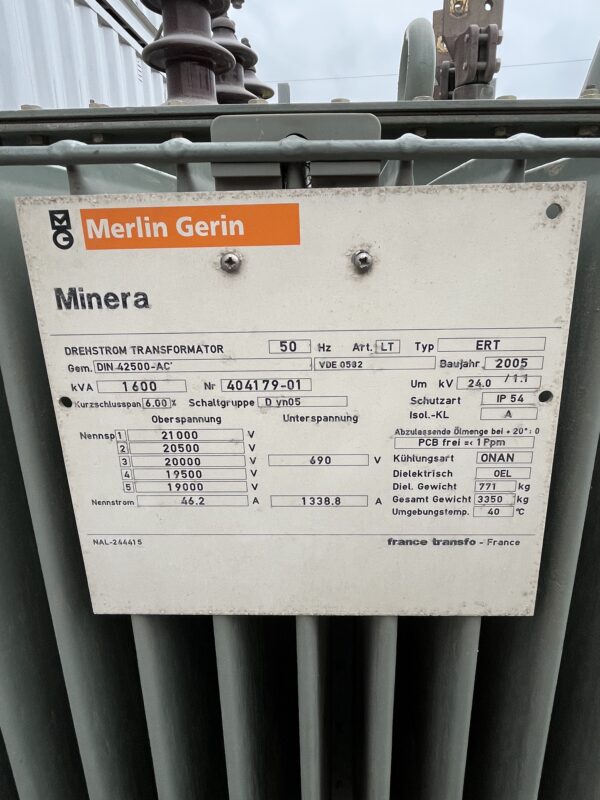 MG
Merlin Gerin
Minera
DREHSTROM TRANSFORMATOR 50 Hz Art. LT Typ ERT
Gem. DIN 42500-AC' VDE 0532 Baujahr 2005
kVA 1600 Nr 404179-01 Um kV 24.0 / 1.1
Kurzschlusspan 6.00 % Schaltgruppe D yn05 Schutzart IP 54
Isol.-KL A
Oberspannung Unterspannung
Abzulassende Ölmenge bei + 20°: 0
Nennsp 1 21000 V PCB frei =< 1 Ppm
2 20500 V
3 20000 V 690 V Kühlungsart ONAN
4 19500 V Dielektrisch OEL
5 19000 V Diel. Gewicht 771 kg
Nennstrom 46.2 A 1338.8 A Gesamt Gewicht 3350 kg
Umgebungstemp. 40 °C
NAL-244415 france transfo - France